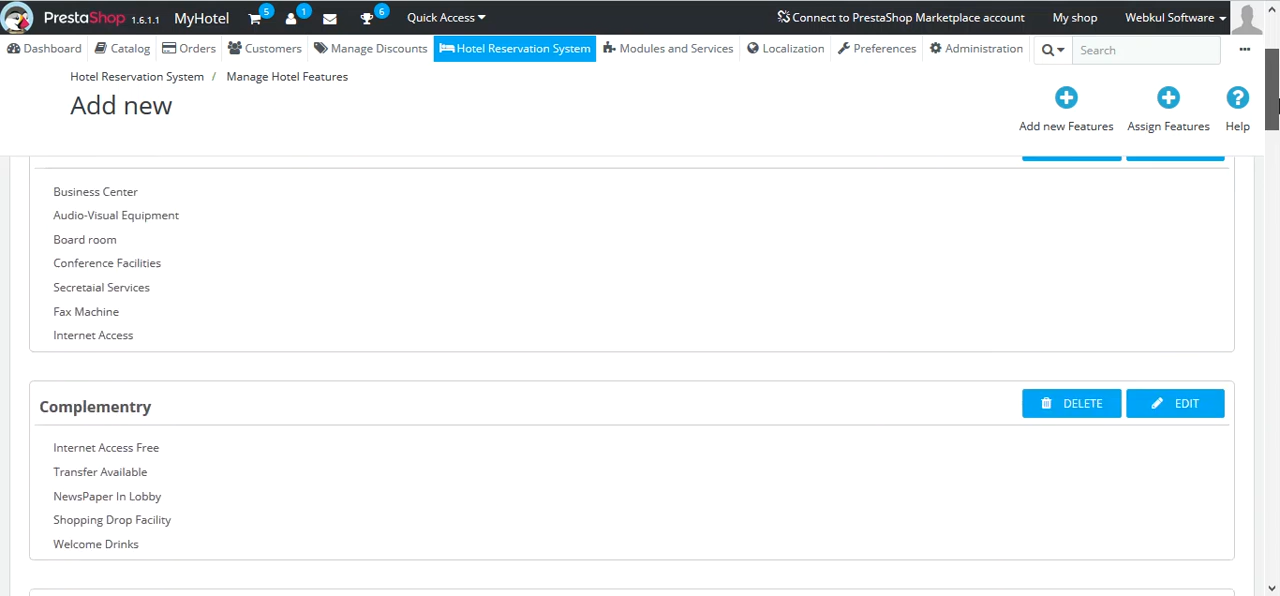 PrestaShop 1.6.1.1 MyHotel 5 1 6 Quick Access Connect to PrestaShop Marketplace account My shop Webkul Software
Dashboard Catalog Orders Customers Manage Discounts Hotel Reservation System Modules and Services Localization Preferences Administration Search
Hotel Reservation System / Manage Hotel Features
Add new
Add new Features Assign Features Help
Business Center
Audio-Visual Equipment
Board room
Conference Facilities
Secretaial Services
Fax Machine
Internet Access
Complementry DELETE EDIT
Internet Access Free
Transfer Available
NewsPaper In Lobby
Shopping Drop Facility
Welcome Drinks